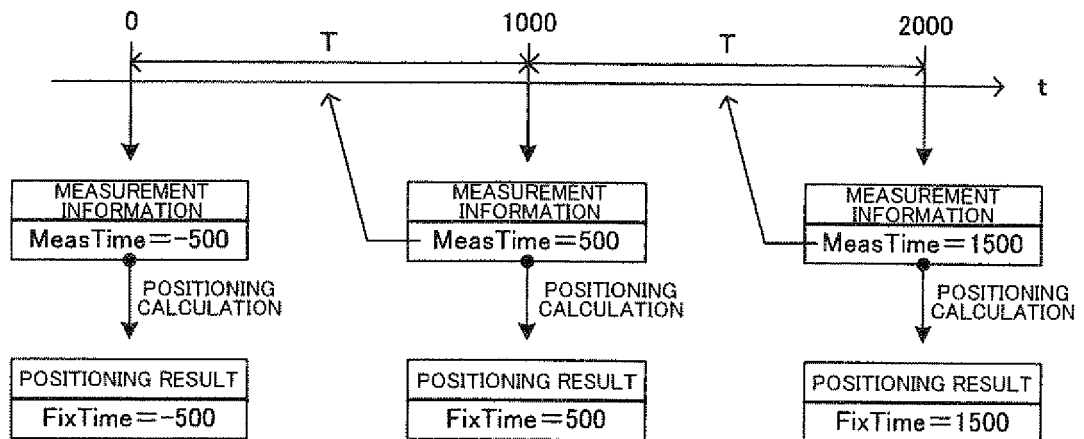 0
1000
2000
T
T
t
MEASUREMENT
INFORMATION
MeasTime=-500
POSITIONING
CALCULATION
POSITIONING RESULT
FixTime=-500
MEASUREMENT
INFORMATION
MeasTime=500
POSITIONING
CALCULATION
POSITIONING RESULT
FixTime=500
MEASUREMENT
INFORMATION
MeasTime=1500
POSITIONING
CALCULATION
POSITIONING RESULT
FixTime=1500